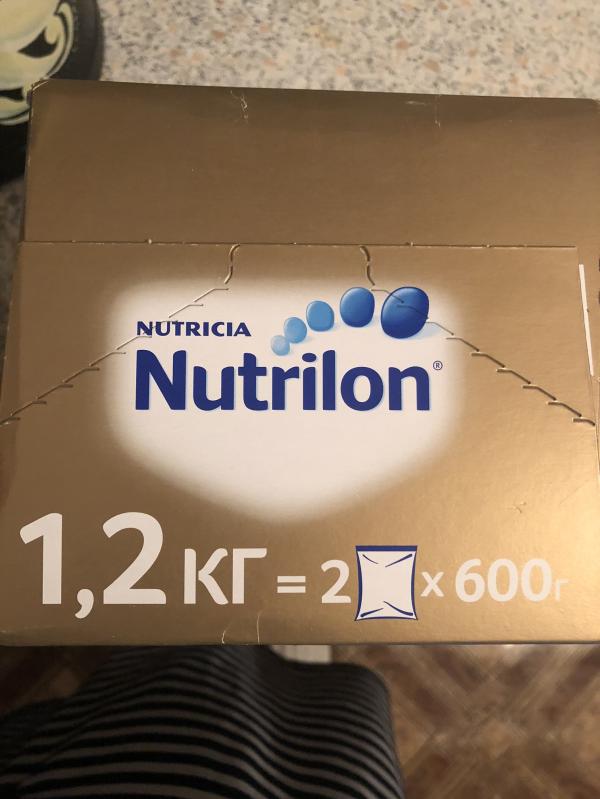 NUTRICIA
Nutrilon®
1,2 кг = 2 x 600г